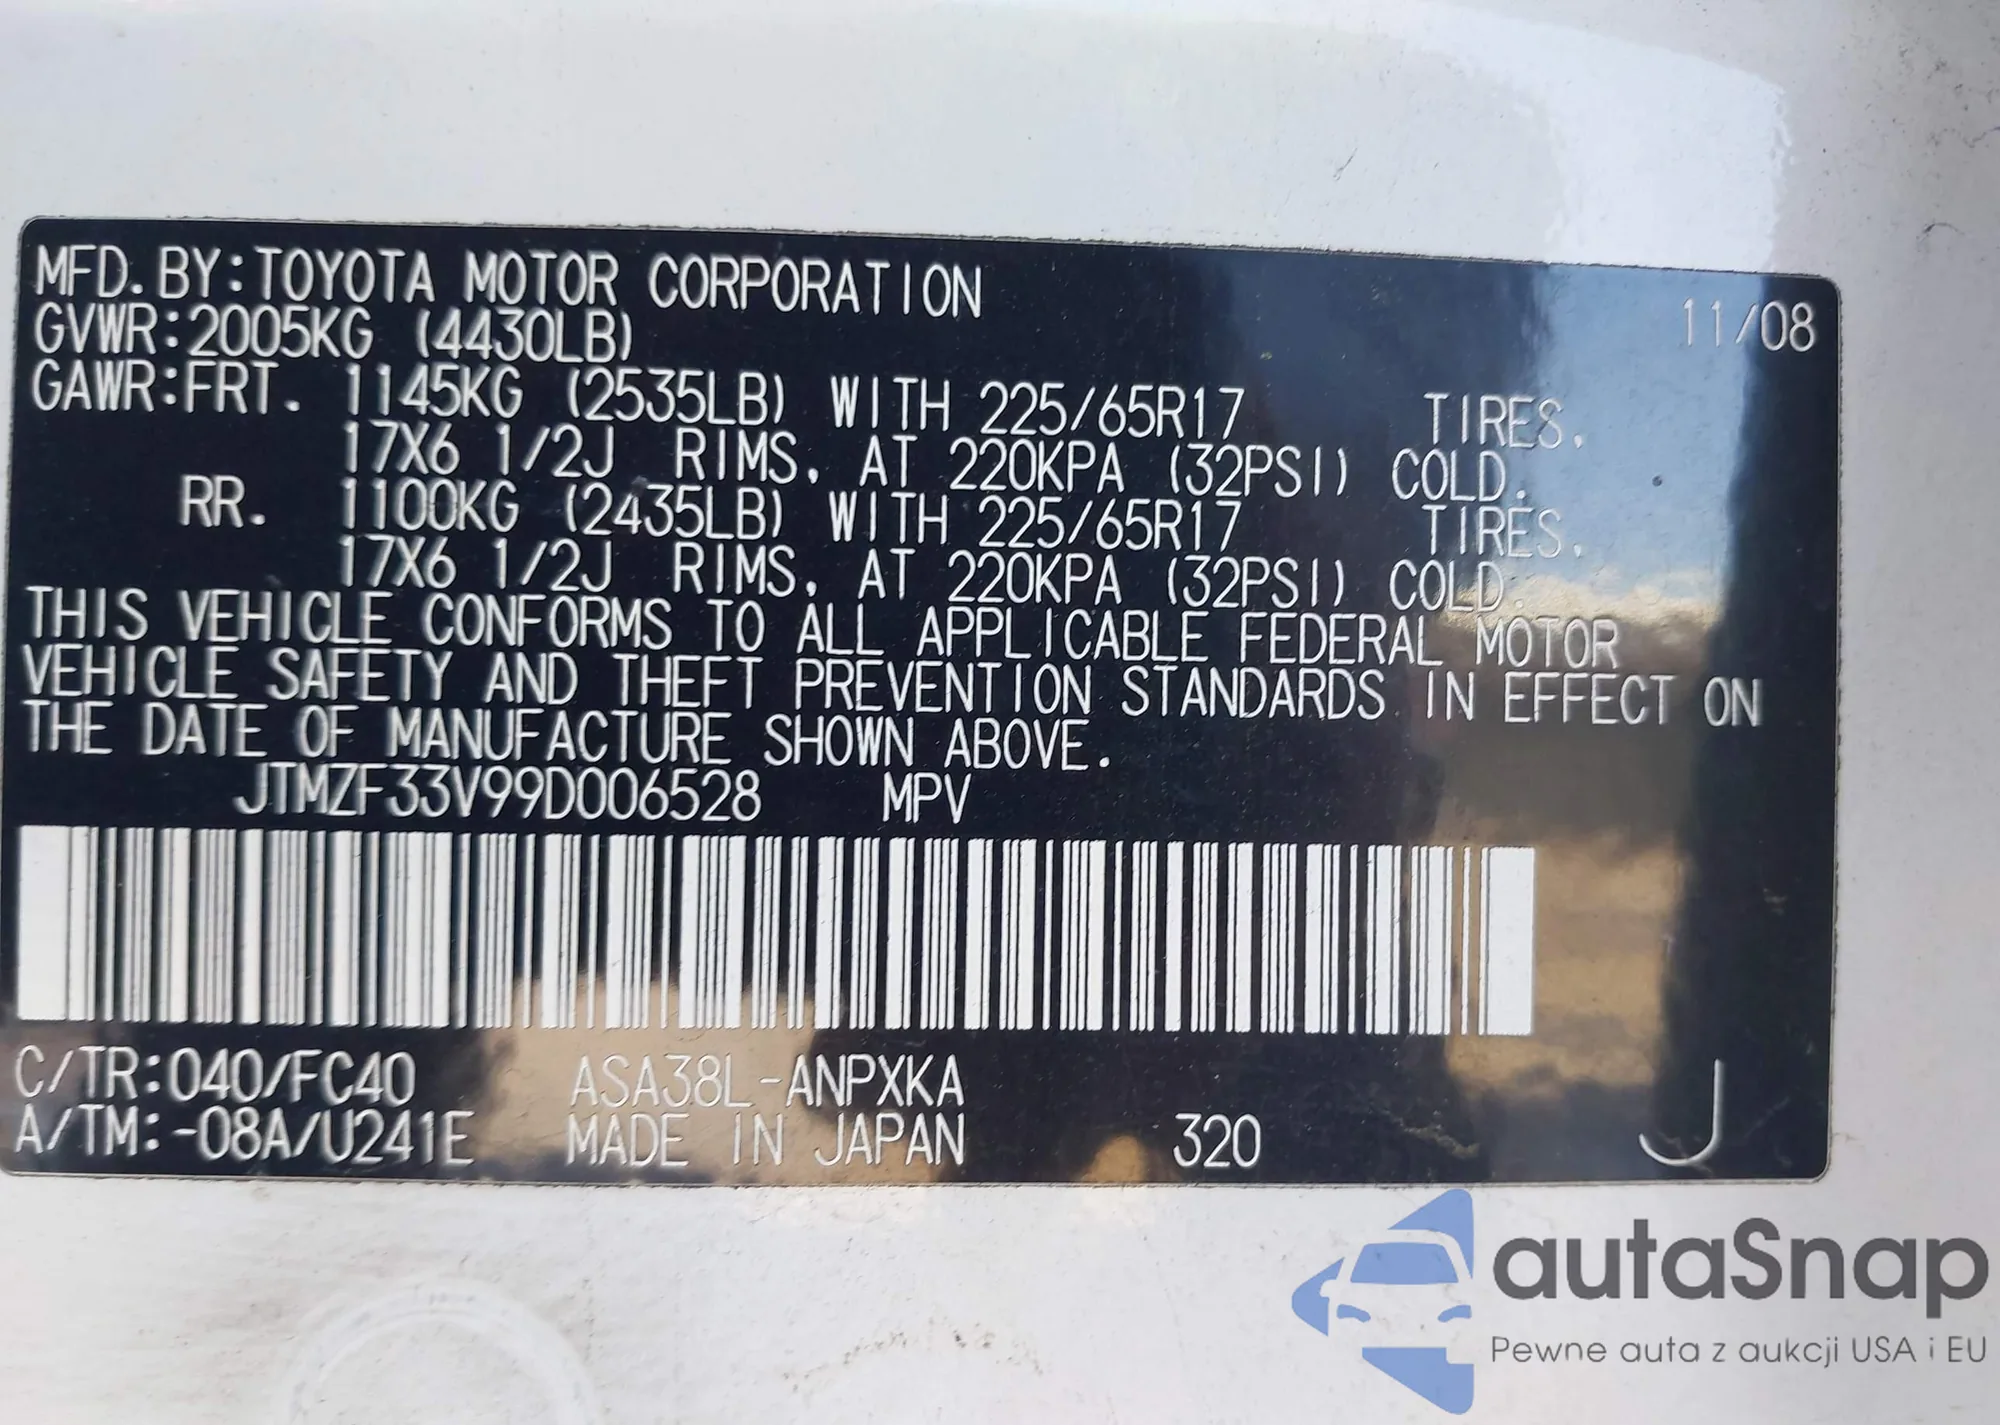 MFD. BY:TOYOTA MOTOR CORPORATION 11/08
GVWR:2005KG (4430LB)
GAWR:FRT. 1145KG (2535LB) WITH 225/65R17 TIRES,
17X6 1/2J RIMS, AT 220KPA (32PSI) COLD.
RR. 1100KG (2435LB) WITH 225/65R17 TIRES,
17X6 1/2J RIMS, AT 220KPA (32PSI) COLD.
THIS VEHICLE CONFORMS TO ALL APPLICABLE FEDERAL MOTOR
VEHICLE SAFETY AND THEFT PREVENTION STANDARDS IN EFFECT ON
THE DATE OF MANUFACTURE SHOWN ABOVE.
JTMZF33V99D006528 MPV
C/TR:040/FC40 ASA38L-ANPXKA
A/TM:-08A/U241E MADE IN JAPAN 320 J
autaSnap
Pewne auta z aukcji USA i EU